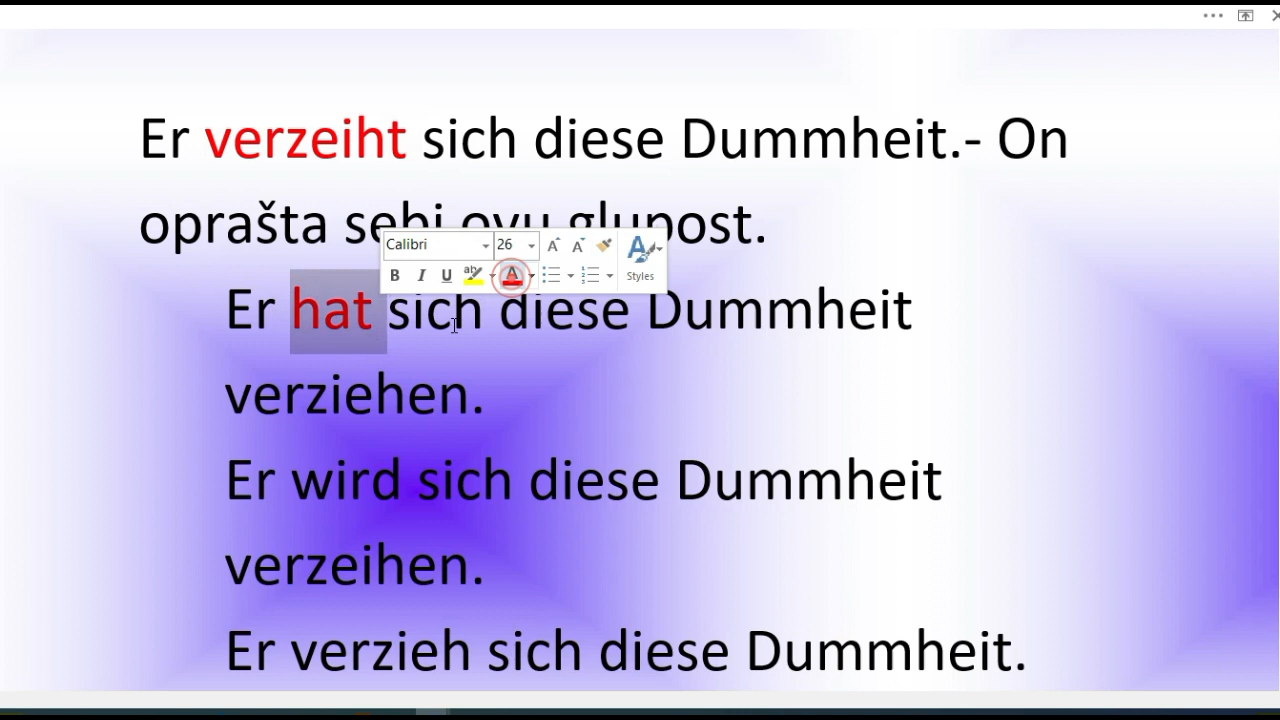 Er verzeiht sich diese Dummheit.- On
oprašta sebi ovu glupost.
Calibri 26
B I U Styles
Er hat sich diese Dummheit
verziehen.
Er wird sich diese Dummheit
verzeihen.
Er verzieh sich diese Dummheit.